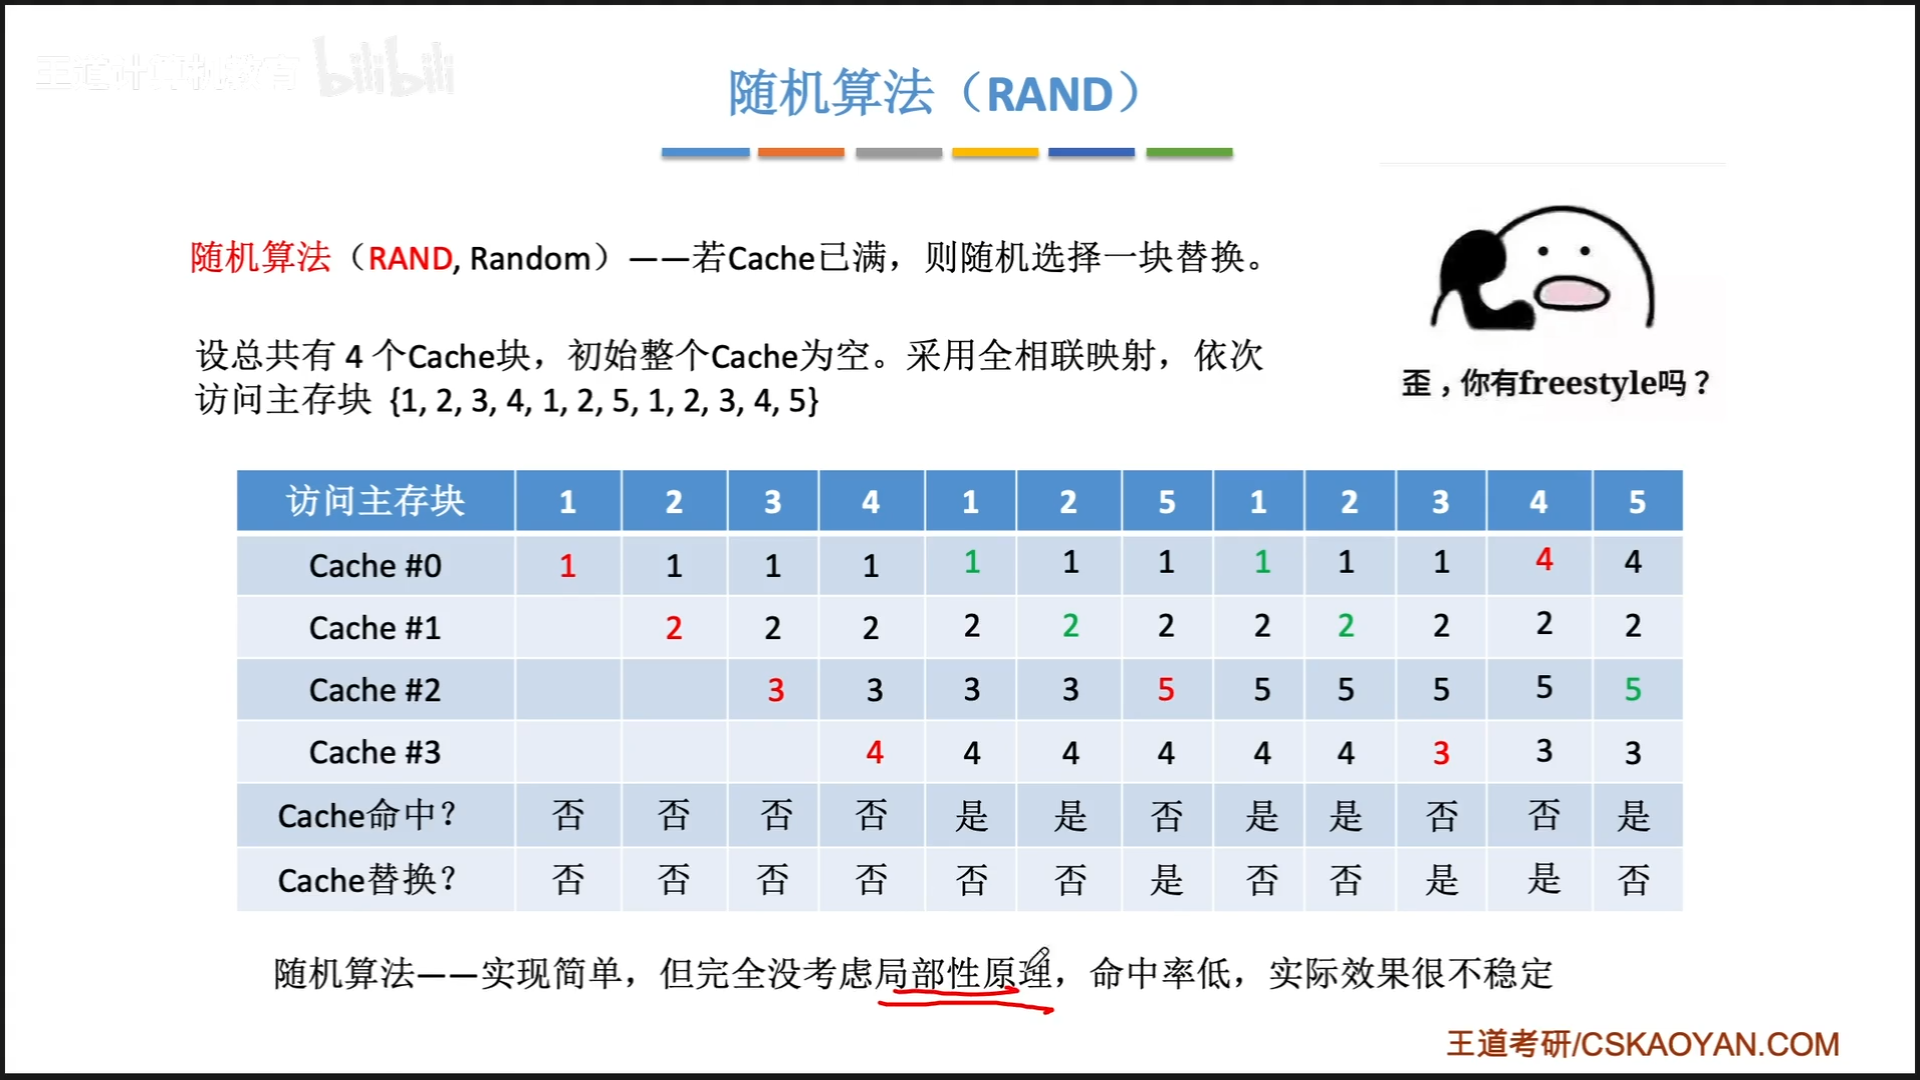 王道计算机教育 bilibili
随机算法（RAND）
随机算法（RAND, Random）——若Cache已满，则随机选择一块替换。
设总共有 4 个Cache块，初始整个Cache为空。采用全相联映射，依次
访问主存块 {1, 2, 3, 4, 1, 2, 5, 1, 2, 3, 4, 5}
歪，你有freestyle吗？
访问主存块 1 2 3 4 1 2 5 1 2 3 4 5
Cache #0 1 1 1 1 1 1 1 1 1 1 4 4
Cache #1 2 2 2 2 2 2 2 2 2 2 2
Cache #2 3 3 3 3 5 5 5 5 5 5
Cache #3 4 4 4 4 4 4 3 3 3
Cache命中？ 否 否 否 否 是 是 否 是 是 否 否 是
Cache替换？ 否 否 否 否 否 否 是 否 否 是 是 否
随机算法——实现简单，但完全没考虑局部性原理，命中率低，实际效果很不稳定
王道考研/CSKAOYAN.COM